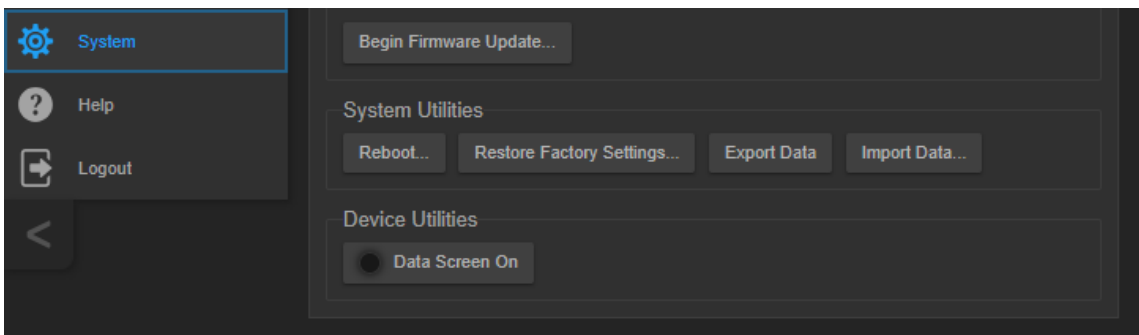 System
Help
Logout
Begin Firmware Update...
System Utilities
Reboot... Restore Factory Settings... Export Data Import Data...
Device Utilities
Data Screen On